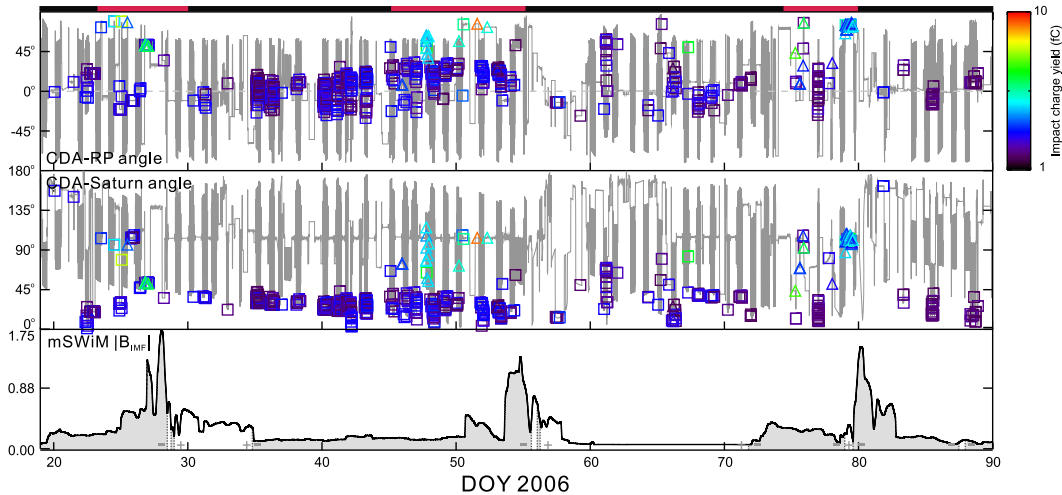 45°
0°
-45°
CDA-RP angle
180°
CDA-Saturn angle
135°
90°
45°
0°
1.75
mSWiM |B_IMF|
0.88
0.00
20 30 40 50 60 70 80 90
DOY 2006
10
1
Impact charge yield (fC)